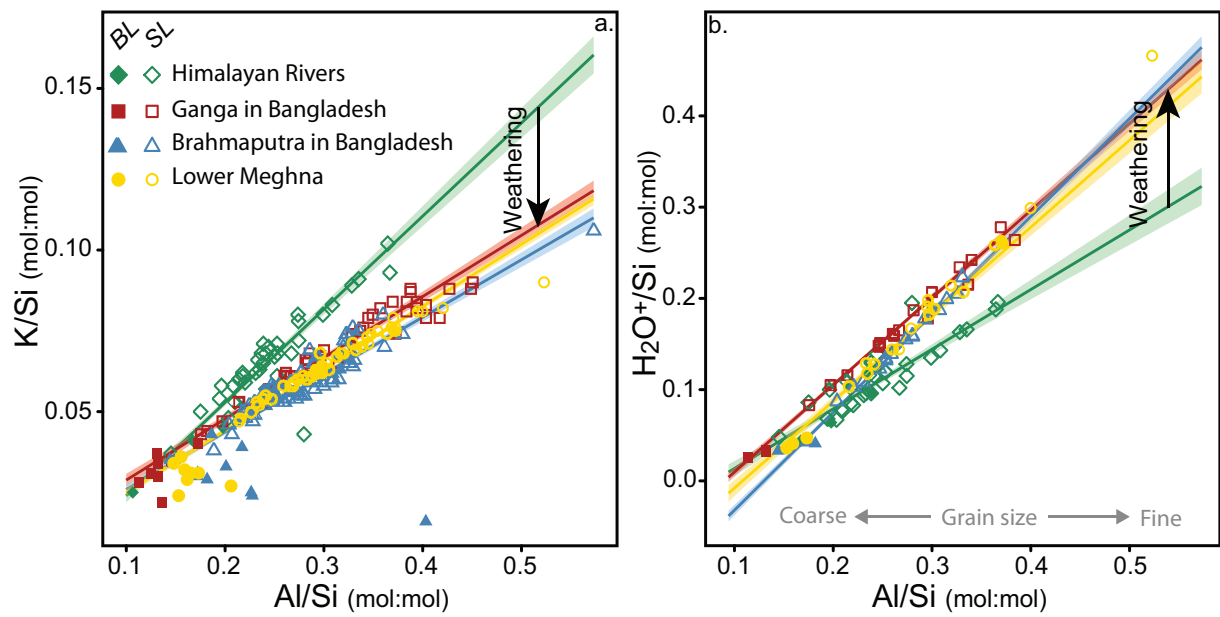 a.
BL SL
Himalayan Rivers
Ganga in Bangladesh
Brahmaputra in Bangladesh
Lower Meghna
Weathering
K/Si (mol:mol)
0.15
0.10
0.05
0.1 0.2 0.3 0.4 0.5
Al/Si (mol:mol)
b.
Weathering
H₂O⁺/Si (mol:mol)
0.4
0.3
0.2
0.1
0.0
Coarse Grain size Fine
0.1 0.2 0.3 0.4 0.5
Al/Si (mol:mol)